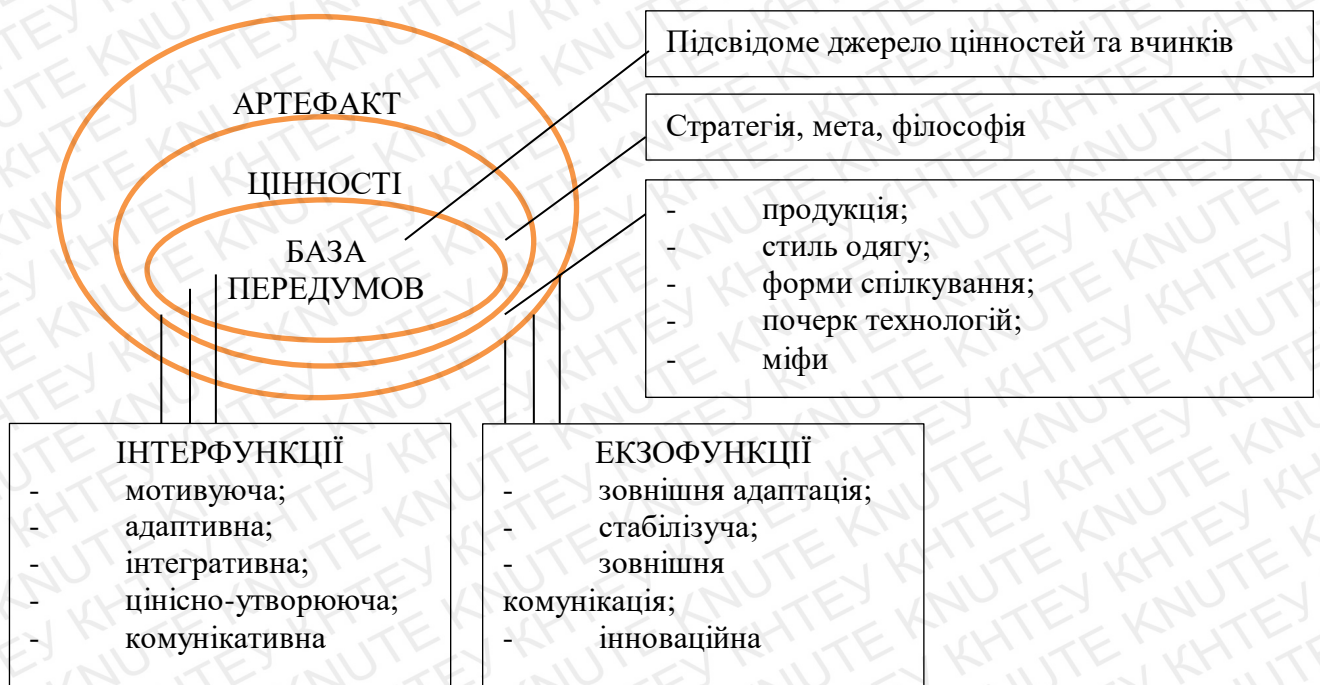 АРТЕФАКТ
ЦІННОСТІ
БАЗА
ПЕРЕДУМОВ
Підсвідоме джерело цінностей та вчинків
Стратегія, мета, філософія
- продукція;
- стиль одягу;
- форми спілкування;
- почерк технологій;
- міфи
ІНТЕРФУНКЦІЇ
- мотивуюча;
- адаптивна;
- інтегративна;
- цінісно-утворююча;
- комунікативна
ЕКЗОФУНКЦІЇ
- зовнішня адаптація;
- стабілізуча;
- зовнішня
комунікація;
- інноваційна